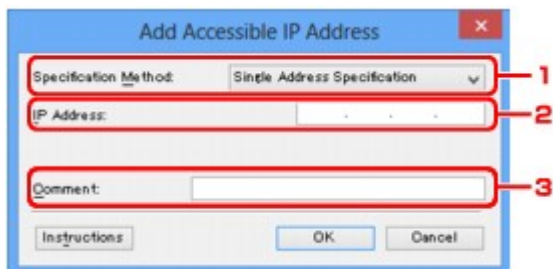 Add Accessible IP Address
Specification Method: Single Address Specification 1
IP Address: . . . 2
Comment: 3
Instructions OK Cancel